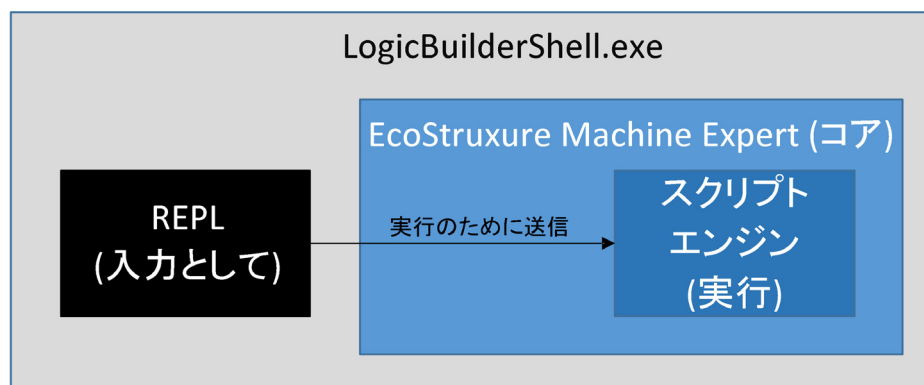 LogicBuilderShell.exe
EcoStruxure Machine Expert (コア)
REPL
(入力として)
実行のために送信
スクリプト
エンジン
(実行)